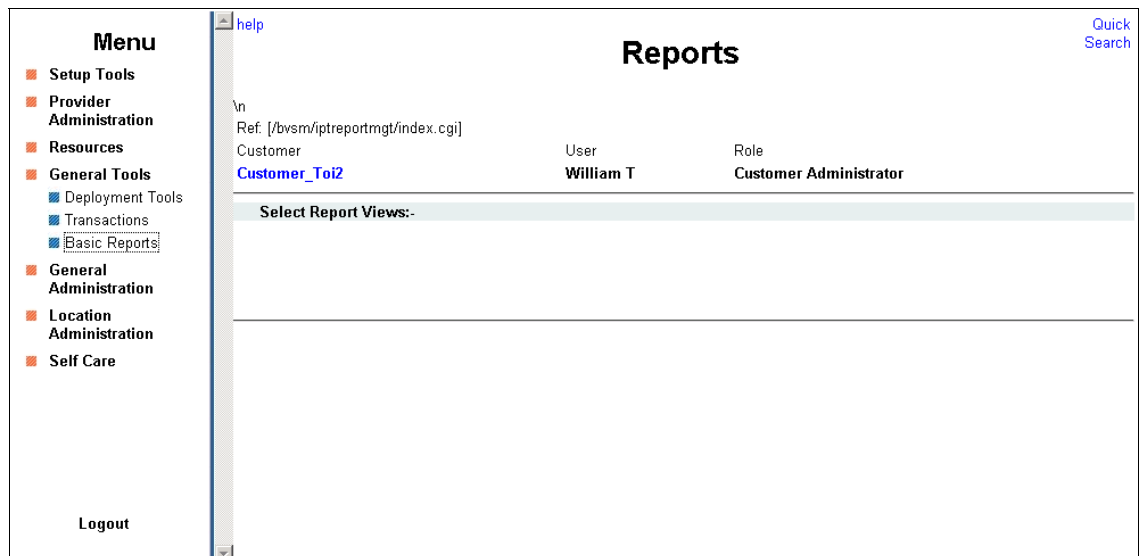 Menu
Setup Tools
Provider
Administration
Resources
General Tools
Deployment Tools
Transactions
Basic Reports
General
Administration
Location
Administration
Self Care
Logout
help
Quick
Search
Reports
\n
Ref: [/bvsm/iptreportmgt/index.cgi]
Customer User Role
Customer_Toi2 William T Customer Administrator
Select Report Views:-